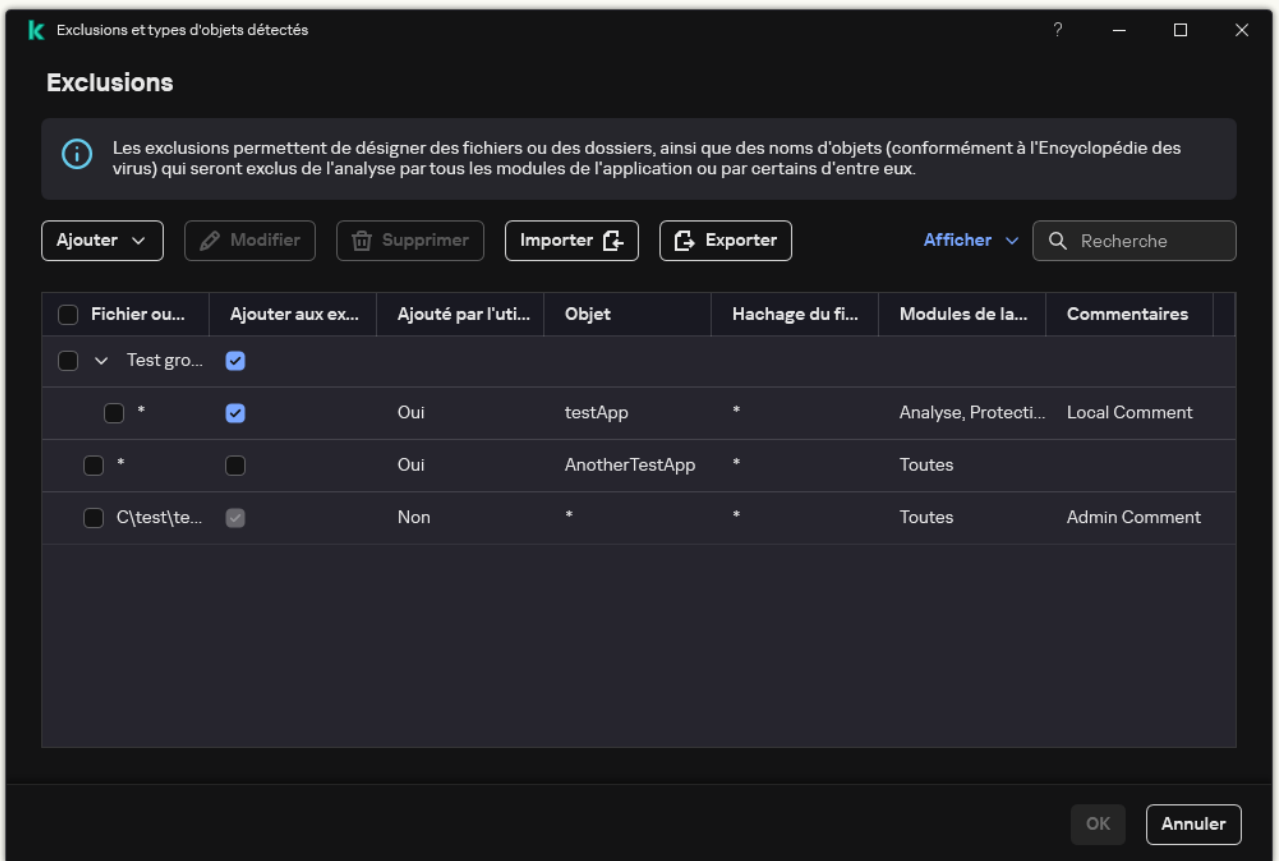 Exclusions et types d'objets détectés
Exclusions
Les exclusions permettent de désigner des fichiers ou des dossiers, ainsi que des noms d'objets (conformément à l'Encyclopédie des
virus) qui seront exclus de l'analyse par tous les modules de l'application ou par certains d'entre eux.
Ajouter Modifier Supprimer Importer Exporter Afficher Recherche
Fichier ou... Ajouter aux ex... Ajouté par l'uti... Objet Hachage du fi... Modules de la... Commentaires
Test gro...
* Oui testApp * Analyse, Protecti... Local Comment
* Oui AnotherTestApp * Toutes
C\test\te... Non * * Toutes Admin Comment
OK Annuler